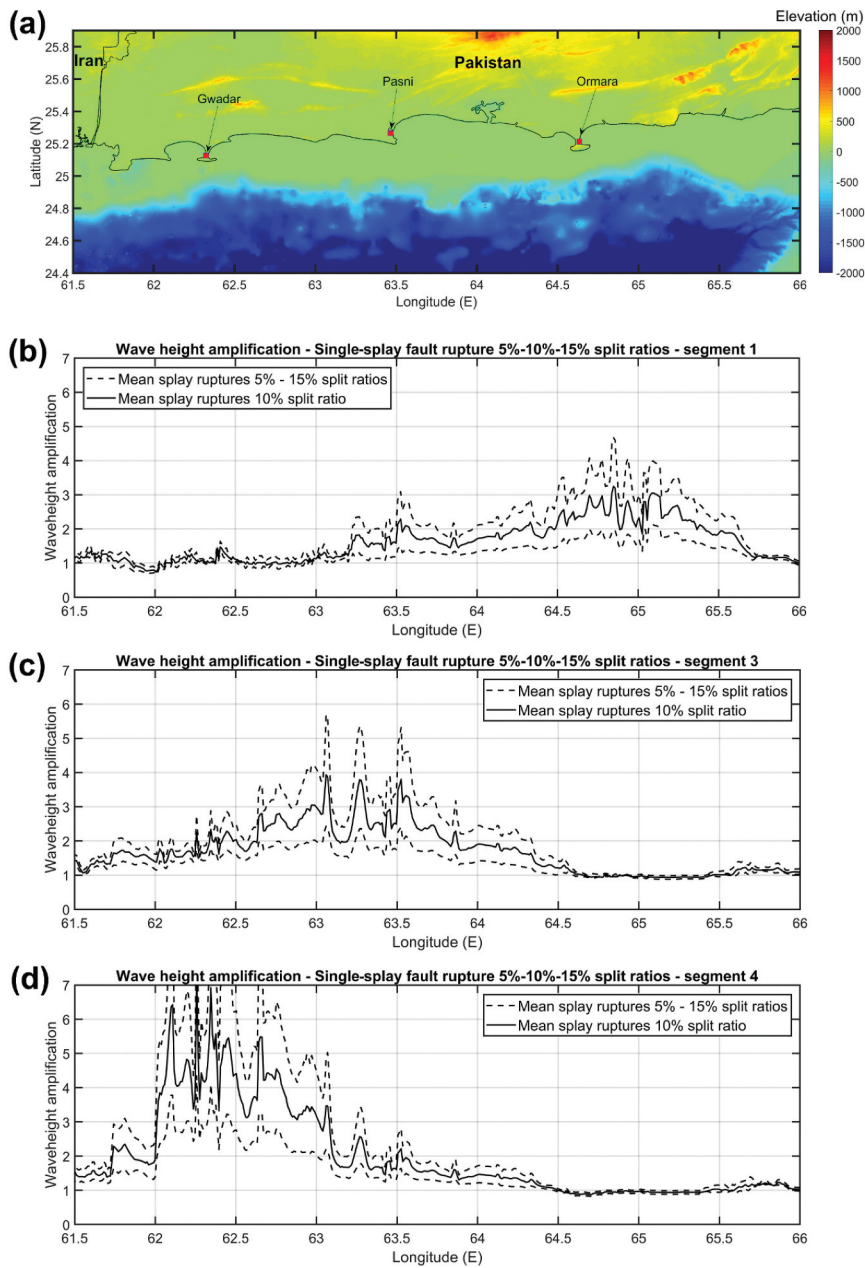 (a)
Elevation (m)
25.8
25.6
25.4
25.2
25
24.8
24.6
24.4
Latitude (N)
Iran
Pakistan
Gwadar
Pasni
Ormara
61.5 62 62.5 63 63.5 64 64.5 65 65.5 66
Longitude (E)
2000
1500
1000
500
0
-500
-1000
-1500
-2000
(b)
Wave height amplification - Single-splay fault rupture 5%-10%-15% split ratios - segment 1
Mean splay ruptures 5% - 15% split ratios
Mean splay ruptures 10% split ratio
Waveheight amplification
7
6
5
4
3
2
1
0
61.5 62 62.5 63 63.5 64 64.5 65 65.5 66
Longitude (E)
(c)
Wave height amplification - Single-splay fault rupture 5%-10%-15% split ratios - segment 3
Mean splay ruptures 5% - 15% split ratios
Mean splay ruptures 10% split ratio
Waveheight amplification
7
6
5
4
3
2
1
0
61.5 62 62.5 63 63.5 64 64.5 65 65.5 66
Longitude (E)
(d)
Wave height amplification - Single-splay fault rupture 5%-10%-15% split ratios - segment 4
Mean splay ruptures 5% - 15% split ratios
Mean splay ruptures 10% split ratio
Waveheight amplification
7
6
5
4
3
2
1
0
61.5 62 62.5 63 63.5 64 64.5 65 65.5 66
Longitude (E)